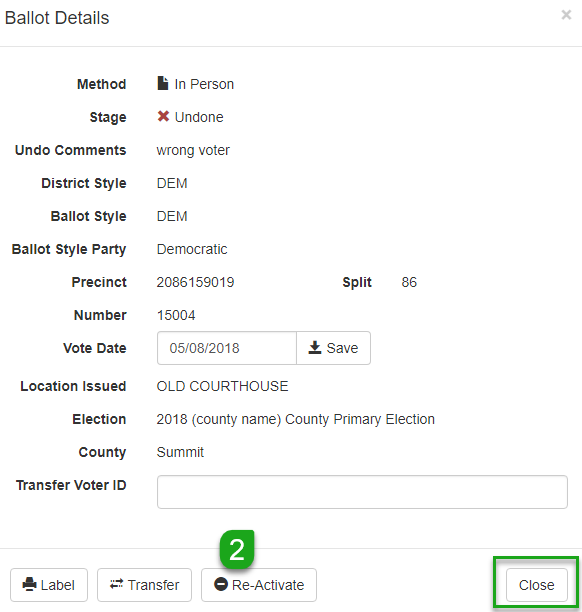 Ballot Details ×
Method In Person
Stage Undone
Undo Comments wrong voter
District Style DEM
Ballot Style DEM
Ballot Style Party Democratic
Precinct 2086159019 Split 86
Number 15004
Vote Date 05/08/2018 Save
Location Issued OLD COURTHOUSE
Election 2018 (county name) County Primary Election
County Summit
Transfer Voter ID
2
Label Transfer Re-Activate Close